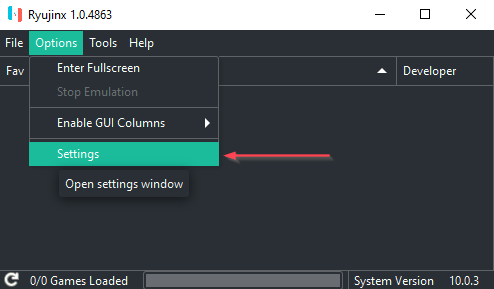 Ryujinx 1.0.4863
File Options Tools Help
Fav Developer
Enter Fullscreen
Stop Emulation
Enable GUI Columns
Settings
Open settings window
0/0 Games Loaded System Version 10.0.3